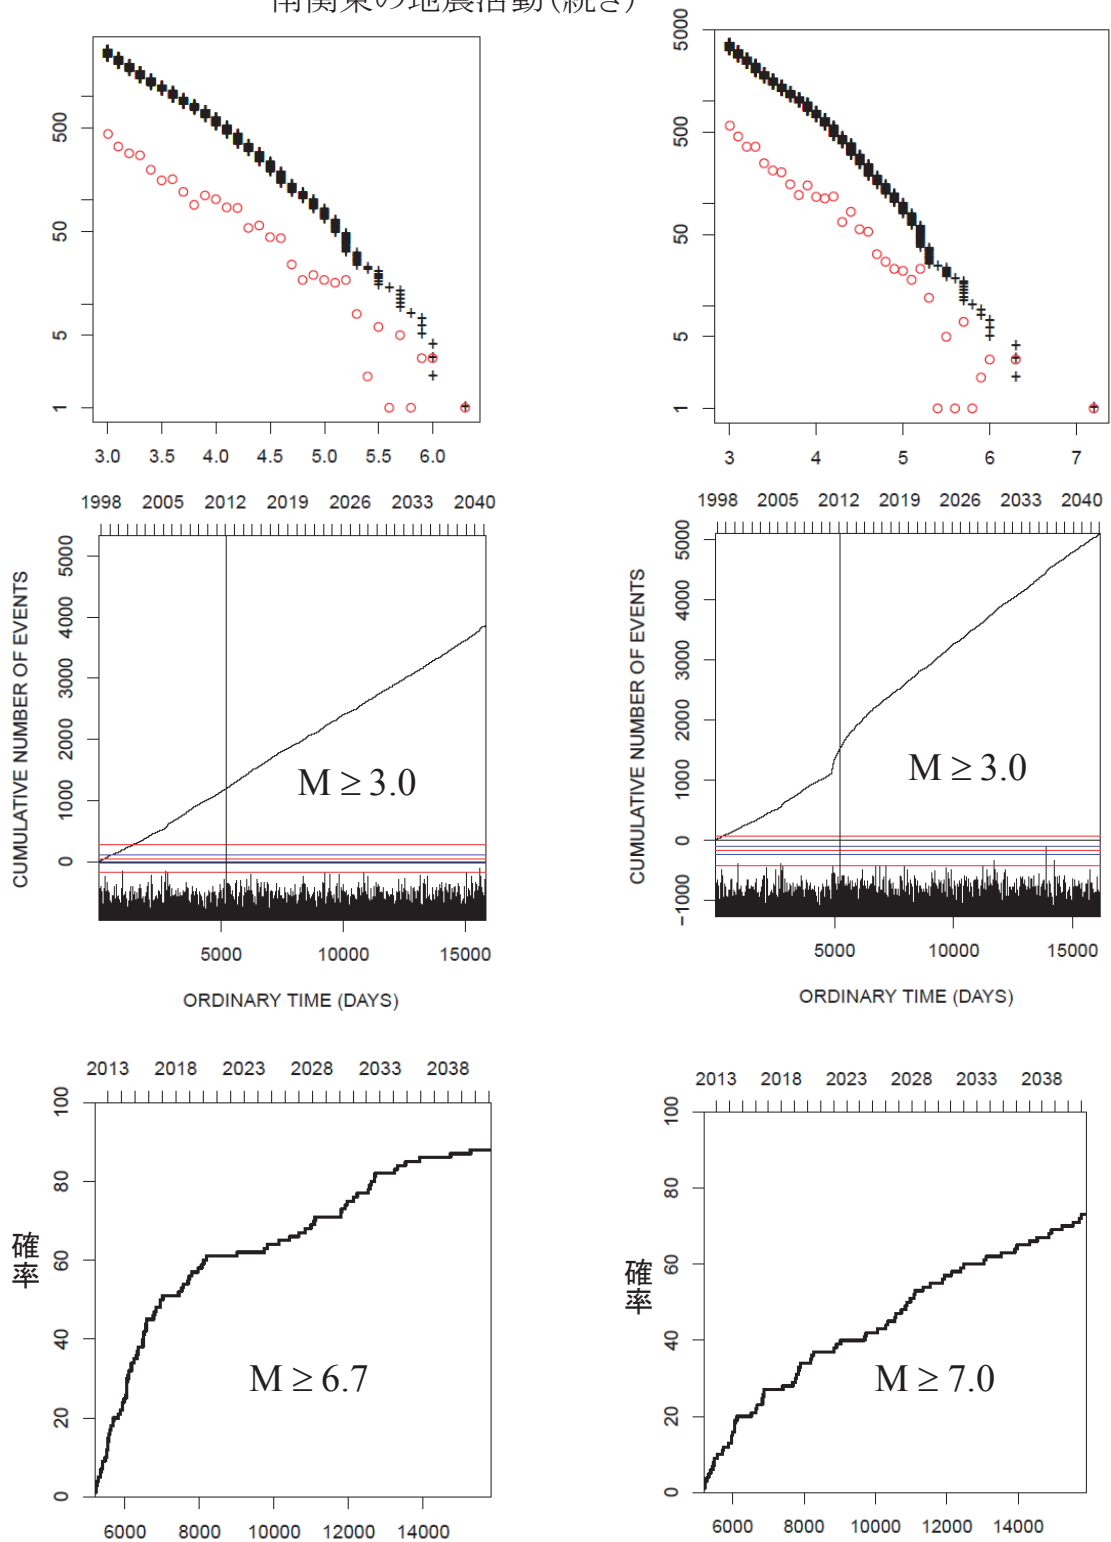 南関東の地震活動(続き)
500
50
5
1
3.0 3.5 4.0 4.5 5.0 5.5 6.0
5000
500
50
5
1
3 4 5 6 7
1998 2005 2012 2019 2026 2033 2040
CUMULATIVE NUMBER OF EVENTS
5000
4000
3000
2000
1000
0
M ≥ 3.0
5000 10000 15000
ORDINARY TIME (DAYS)
1998 2005 2012 2019 2026 2033 2040
CUMULATIVE NUMBER OF EVENTS
5000
4000
3000
2000
1000
0
−1000
M ≥ 3.0
5000 10000 15000
ORDINARY TIME (DAYS)
2013 2018 2023 2028 2033 2038
確率
100
80
60
40
20
0
M ≥ 6.7
6000 8000 10000 12000 14000
2013 2018 2023 2028 2033 2038
確率
100
80
60
40
20
0
M ≥ 7.0
6000 8000 10000 12000 14000